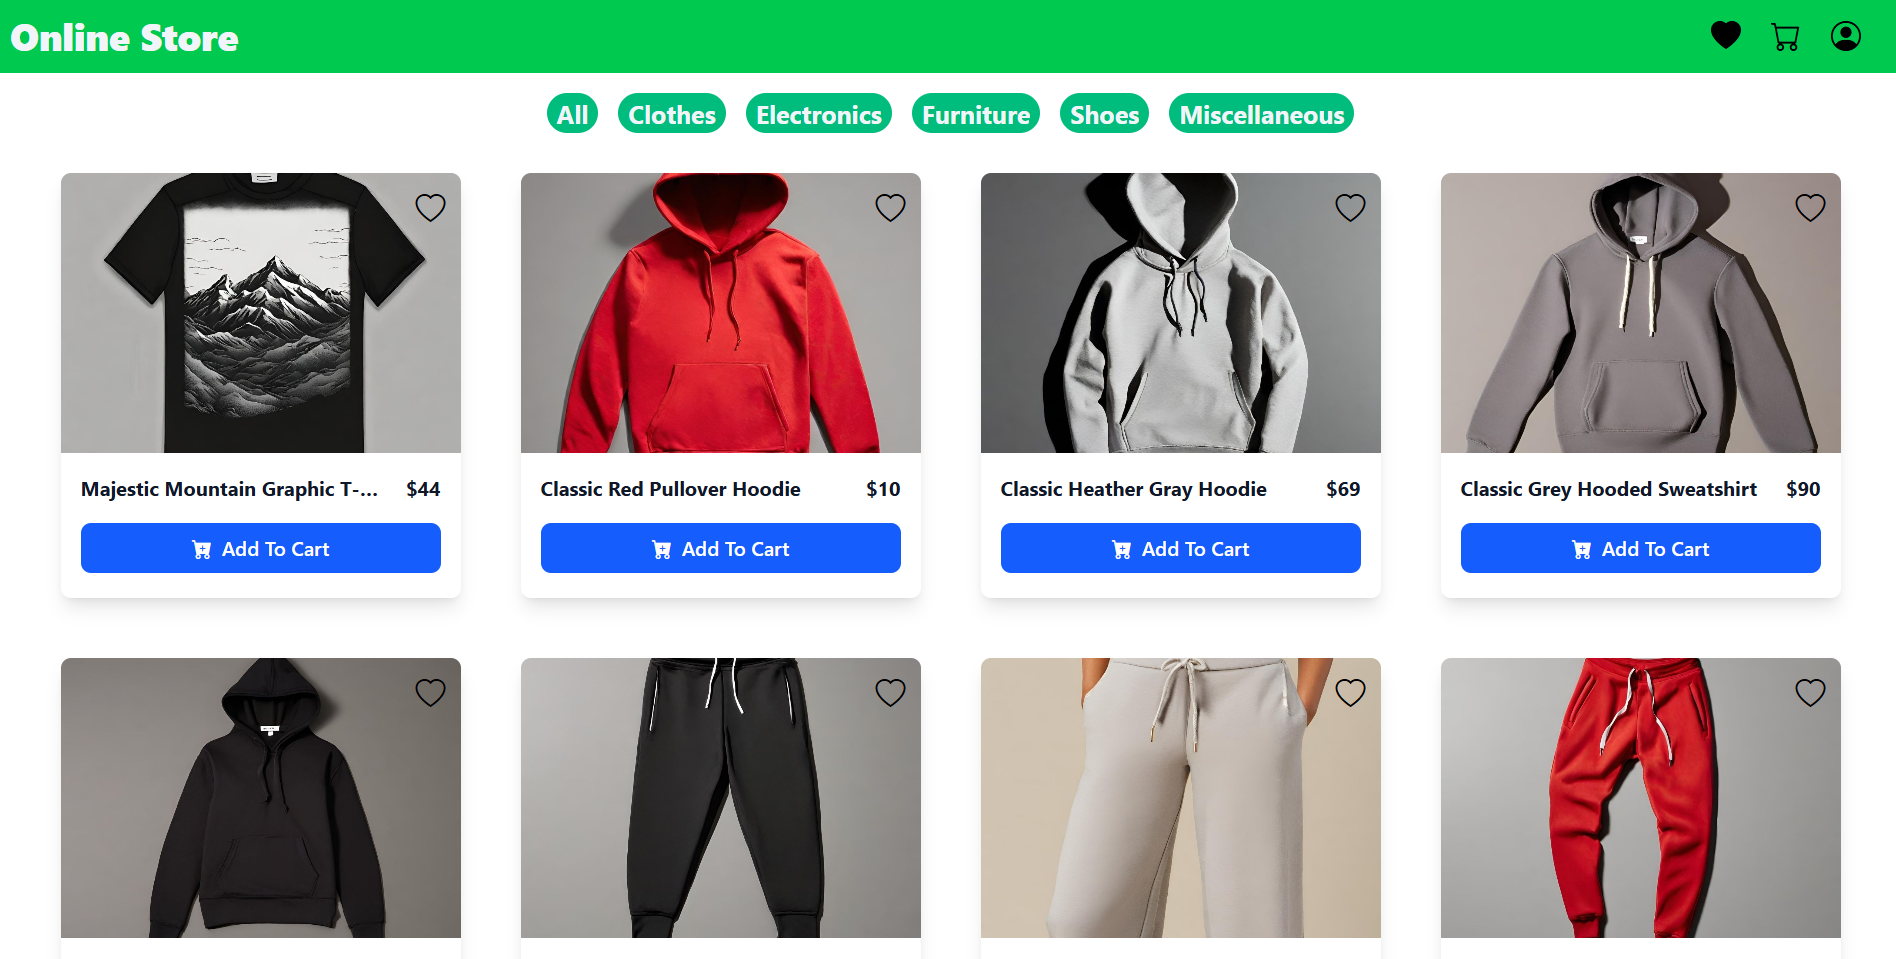 Online Store
All Clothes Electronics Furniture Shoes Miscellaneous
Majestic Mountain Graphic T-... $44
Classic Red Pullover Hoodie $10
Classic Heather Gray Hoodie $69
Classic Grey Hooded Sweatshirt $90
Add To Cart
Add To Cart
Add To Cart
Add To Cart